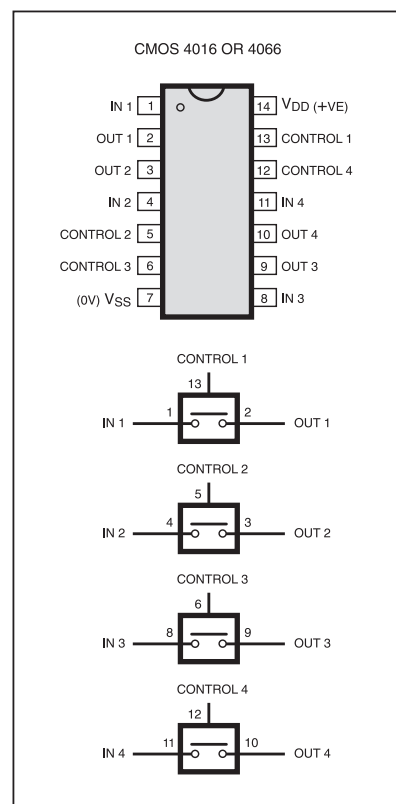 CMOS 4016 OR 4066
IN 1 1 14 VDD (+VE)
OUT 1 2 13 CONTROL 1
OUT 2 3 12 CONTROL 4
IN 2 4 11 IN 4
CONTROL 2 5 10 OUT 4
CONTROL 3 6 9 OUT 3
(0V) VSS 7 8 IN 3
CONTROL 1
13
IN 1 1 2 OUT 1
CONTROL 2
5
IN 2 4 3 OUT 2
CONTROL 3
6
IN 3 8 9 OUT 3
CONTROL 4
12
IN 4 11 10 OUT 4